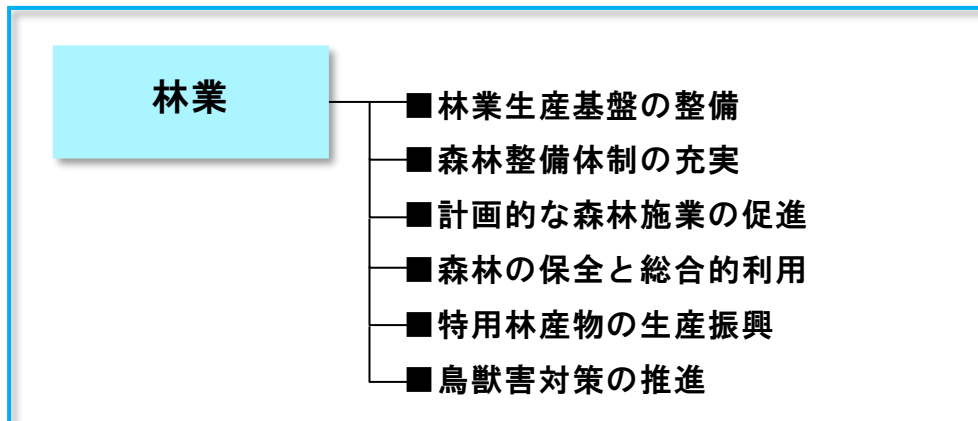 林業
■林業生産基盤の整備
■森林整備体制の充実
■計画的な森林施業の促進
■森林の保全と総合的利用
■特用林産物の生産振興
■鳥獣害対策の推進